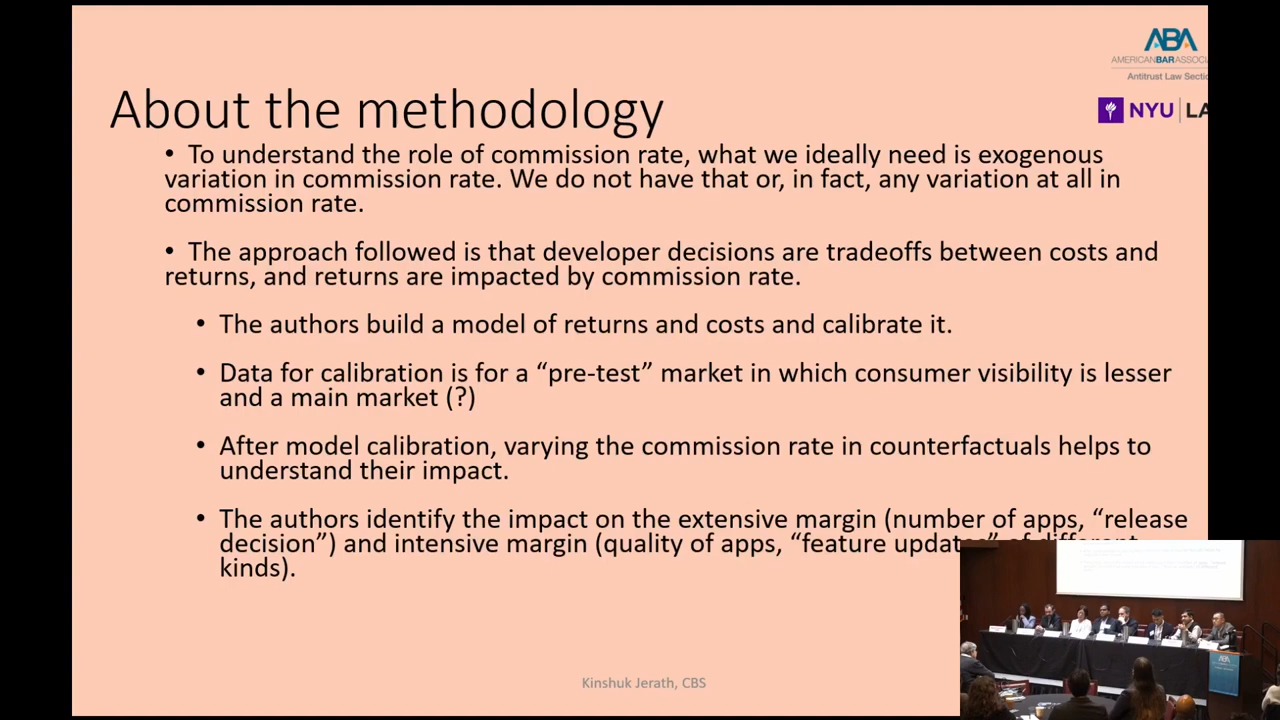 ABA
AMERICANBARASSOCI
Antitrust Law Sectio
About the methodology
NYU | LA
• To understand the role of commission rate, what we ideally need is exogenous
variation in commission rate. We do not have that or, in fact, any variation at all in
commission rate.
• The approach followed is that developer decisions are tradeoffs between costs and
returns, and returns are impacted by commission rate.
• The authors build a model of returns and costs and calibrate it.
• Data for calibration is for a “pre-test” market in which consumer visibility is lesser
and a main market (?)
• After model calibration, varying the commission rate in counterfactuals helps to
understand their impact.
• The authors identify the impact on the extensive margin (number of apps, “release
decision”) and intensive margin (quality of apps, “feature updates” of different
kinds).
Kinshuk Jerath, CBS
ABA